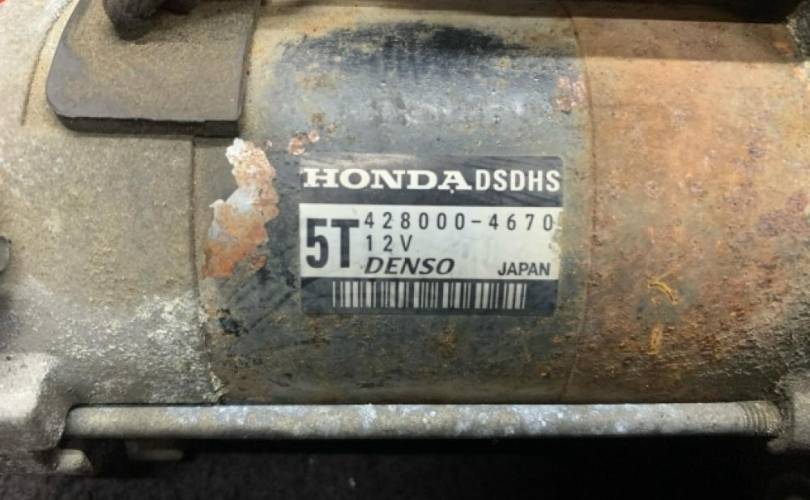 HONDA DSDHS
5T 428000-4670
12V
DENSO JAPAN